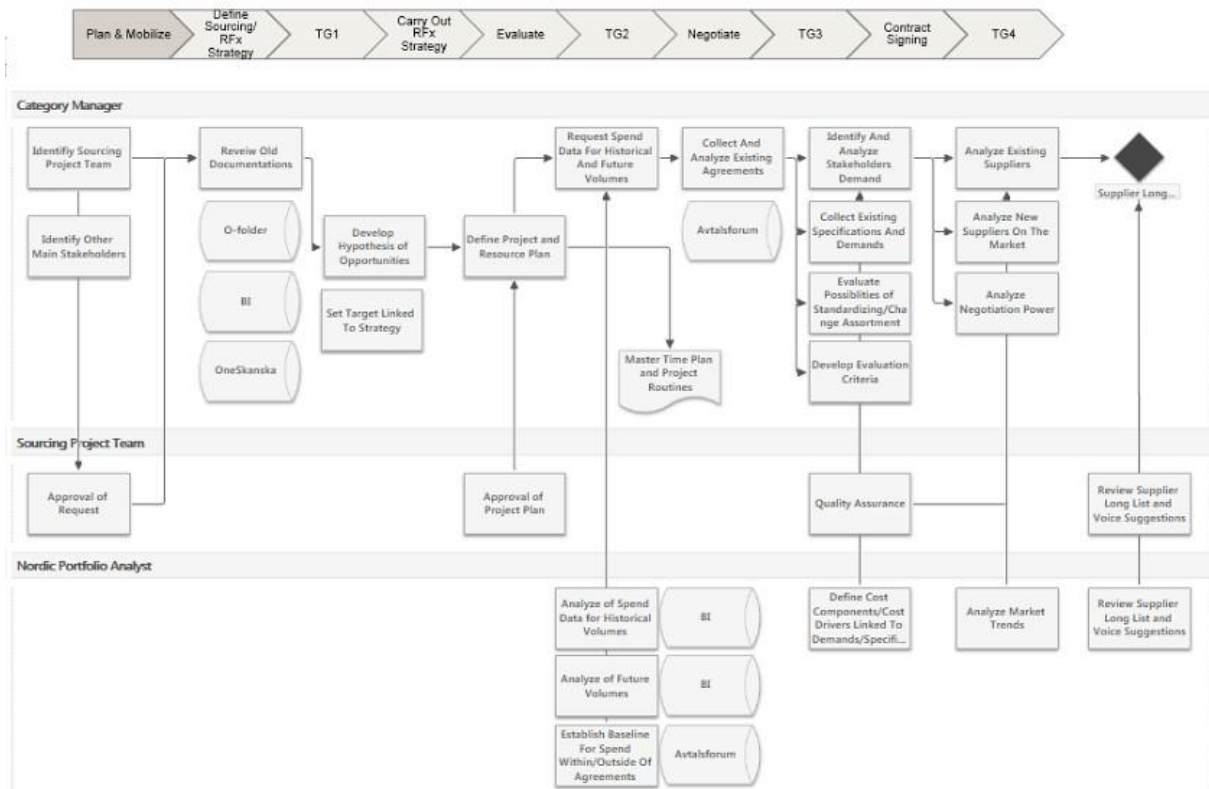 Plan & Mobilize
Define
Sourcing/
RFx
Strategy
TG1
Carry Out
RFx
Strategy
Evaluate
TG2
Negotiate
TG3
Contract
Signing
TG4
Category Manager
Identifiy Sourcing
Project Team
Reveiw Old
Documentations
Request Spend
Data For Historical
And Future
Volumes
Collect And
Analyze Existing
Agreements
Identify And
Analyze
Stakeholders
Demand
Analyze Existing
Suppliers
Supplier Long...
Identify Other
Main Stakeholders
O-folder
Develop
Hypothesis of
Opportunities
Define Project and
Resource Plan
Avtalsforum
Collect Existing
Specifications And
Demands
Analyze New
Suppliers On The
Market
BI
Set Target Linked
To Strategy
Evaluate
Possiblities of
Standardizing/Cha
nge Assortment
Analyze
Negotiation Power
OneSkanska
Master Time Plan
and Project
Routines
Develop Evaluation
Criteria
Sourcing Project Team
Approval of
Request
Approval of
Project Plan
Quality Assurance
Review Supplier
Long List and
Voice Suggestions
Nordic Portfolio Analyst
Analyze of Spend
Data for Historical
Volumes
BI
Define Cost
Components/Cost
Drivers Linked To
Demands/Specifi...
Analyze Market
Trends
Review Supplier
Long List and
Voice Suggestions
Analyze of Future
Volumes
BI
Establish Baseline
For Spend
Within/Outside Of
Agreements
Avtalsforum